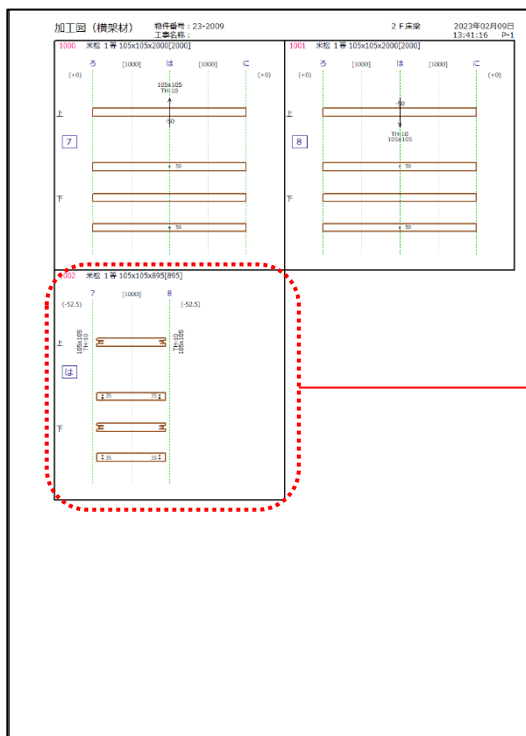 加工図（横架材） 物件番号：23-2009 2F床梁 2023年02月09日
工事名称： 13:41:16 P-1
1000 米松 1等 105x105x2000[2000]
ろ [1000] は に
(+0) (+0)
105x105
TH-10
上
-50
7
50
下
50
1001 米松 1等 105x105x2000[2000]
ろ は [1000] に
(+0) (+0)
-50
上
TH-10
105x105
8
50
下
50
1002 米松 1等 105x105x895[895]
7 [1000] 8
(-52.5) (-52.5)
上
105x105
TH-10
TH-10
105x105
は
35 35
下
35 35